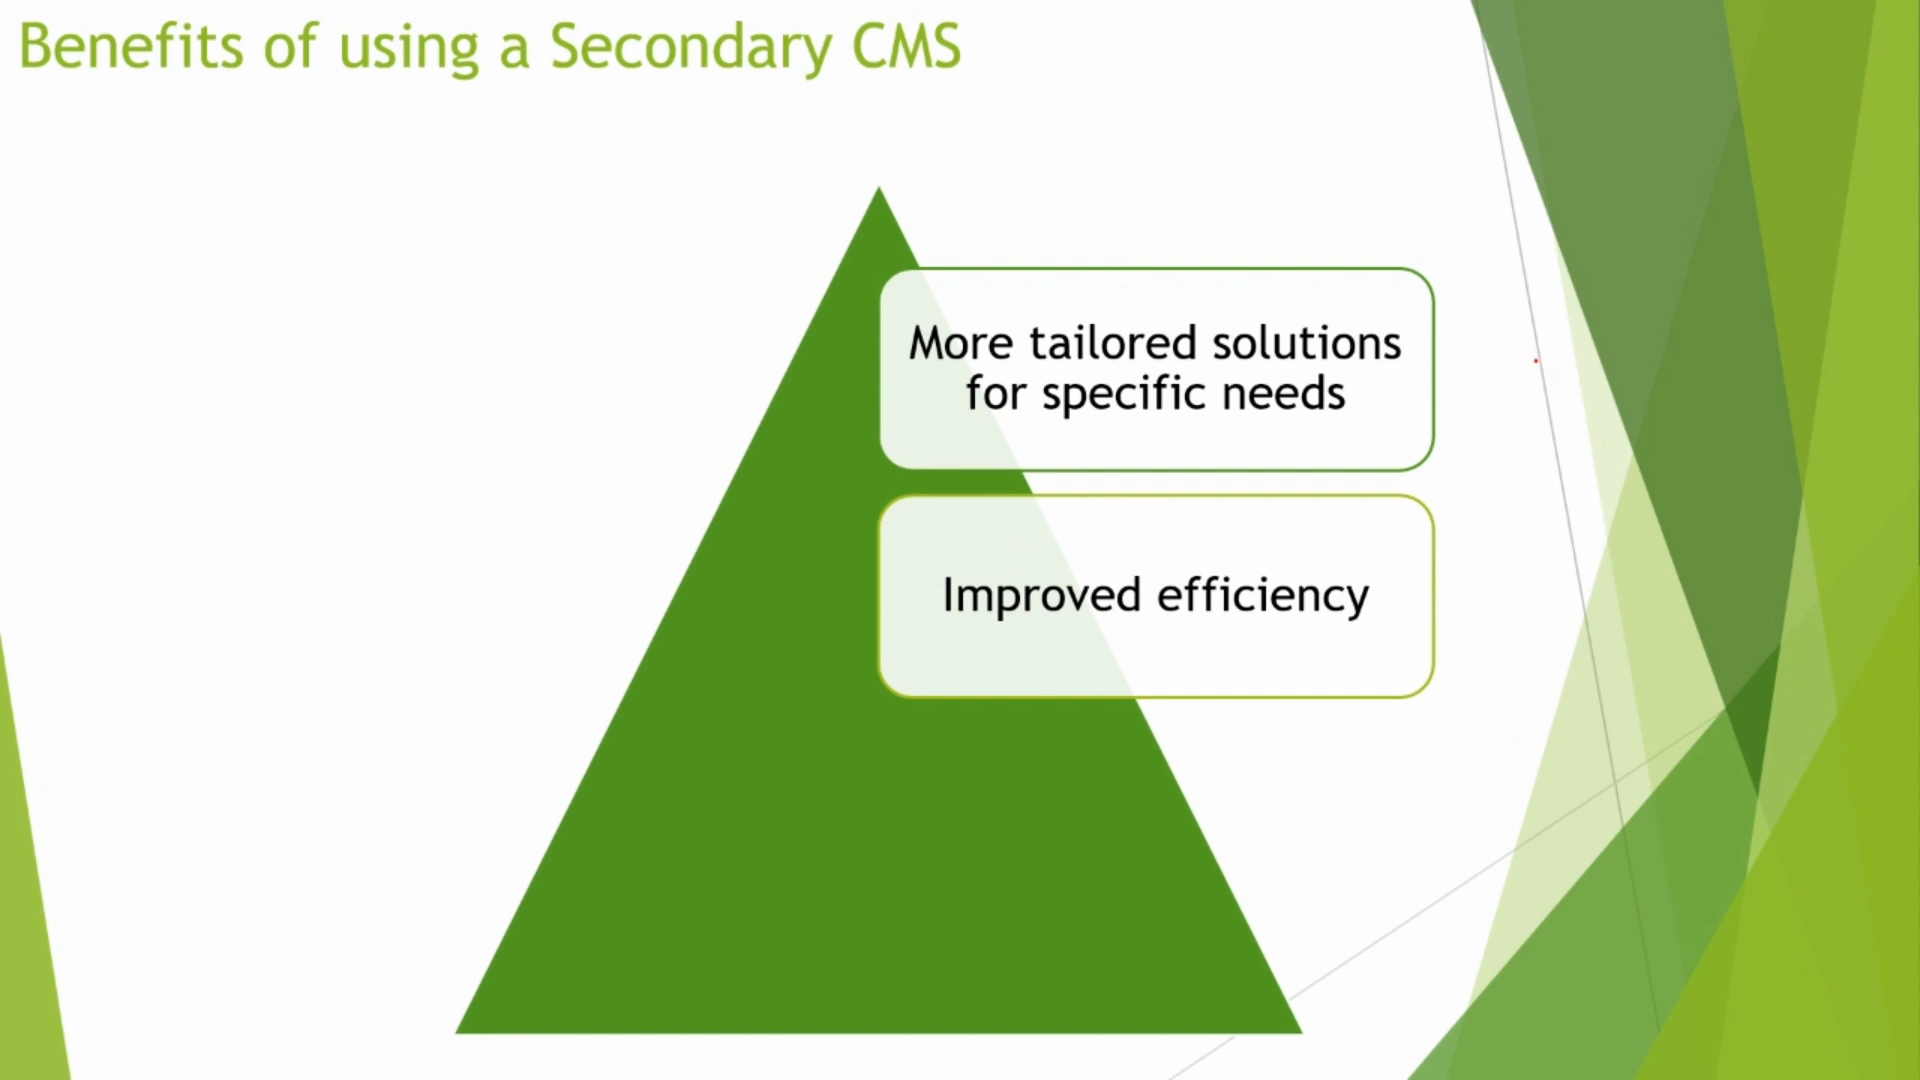 Benefits of using a Secondary CMS
More tailored solutions
for specific needs
Improved efficiency